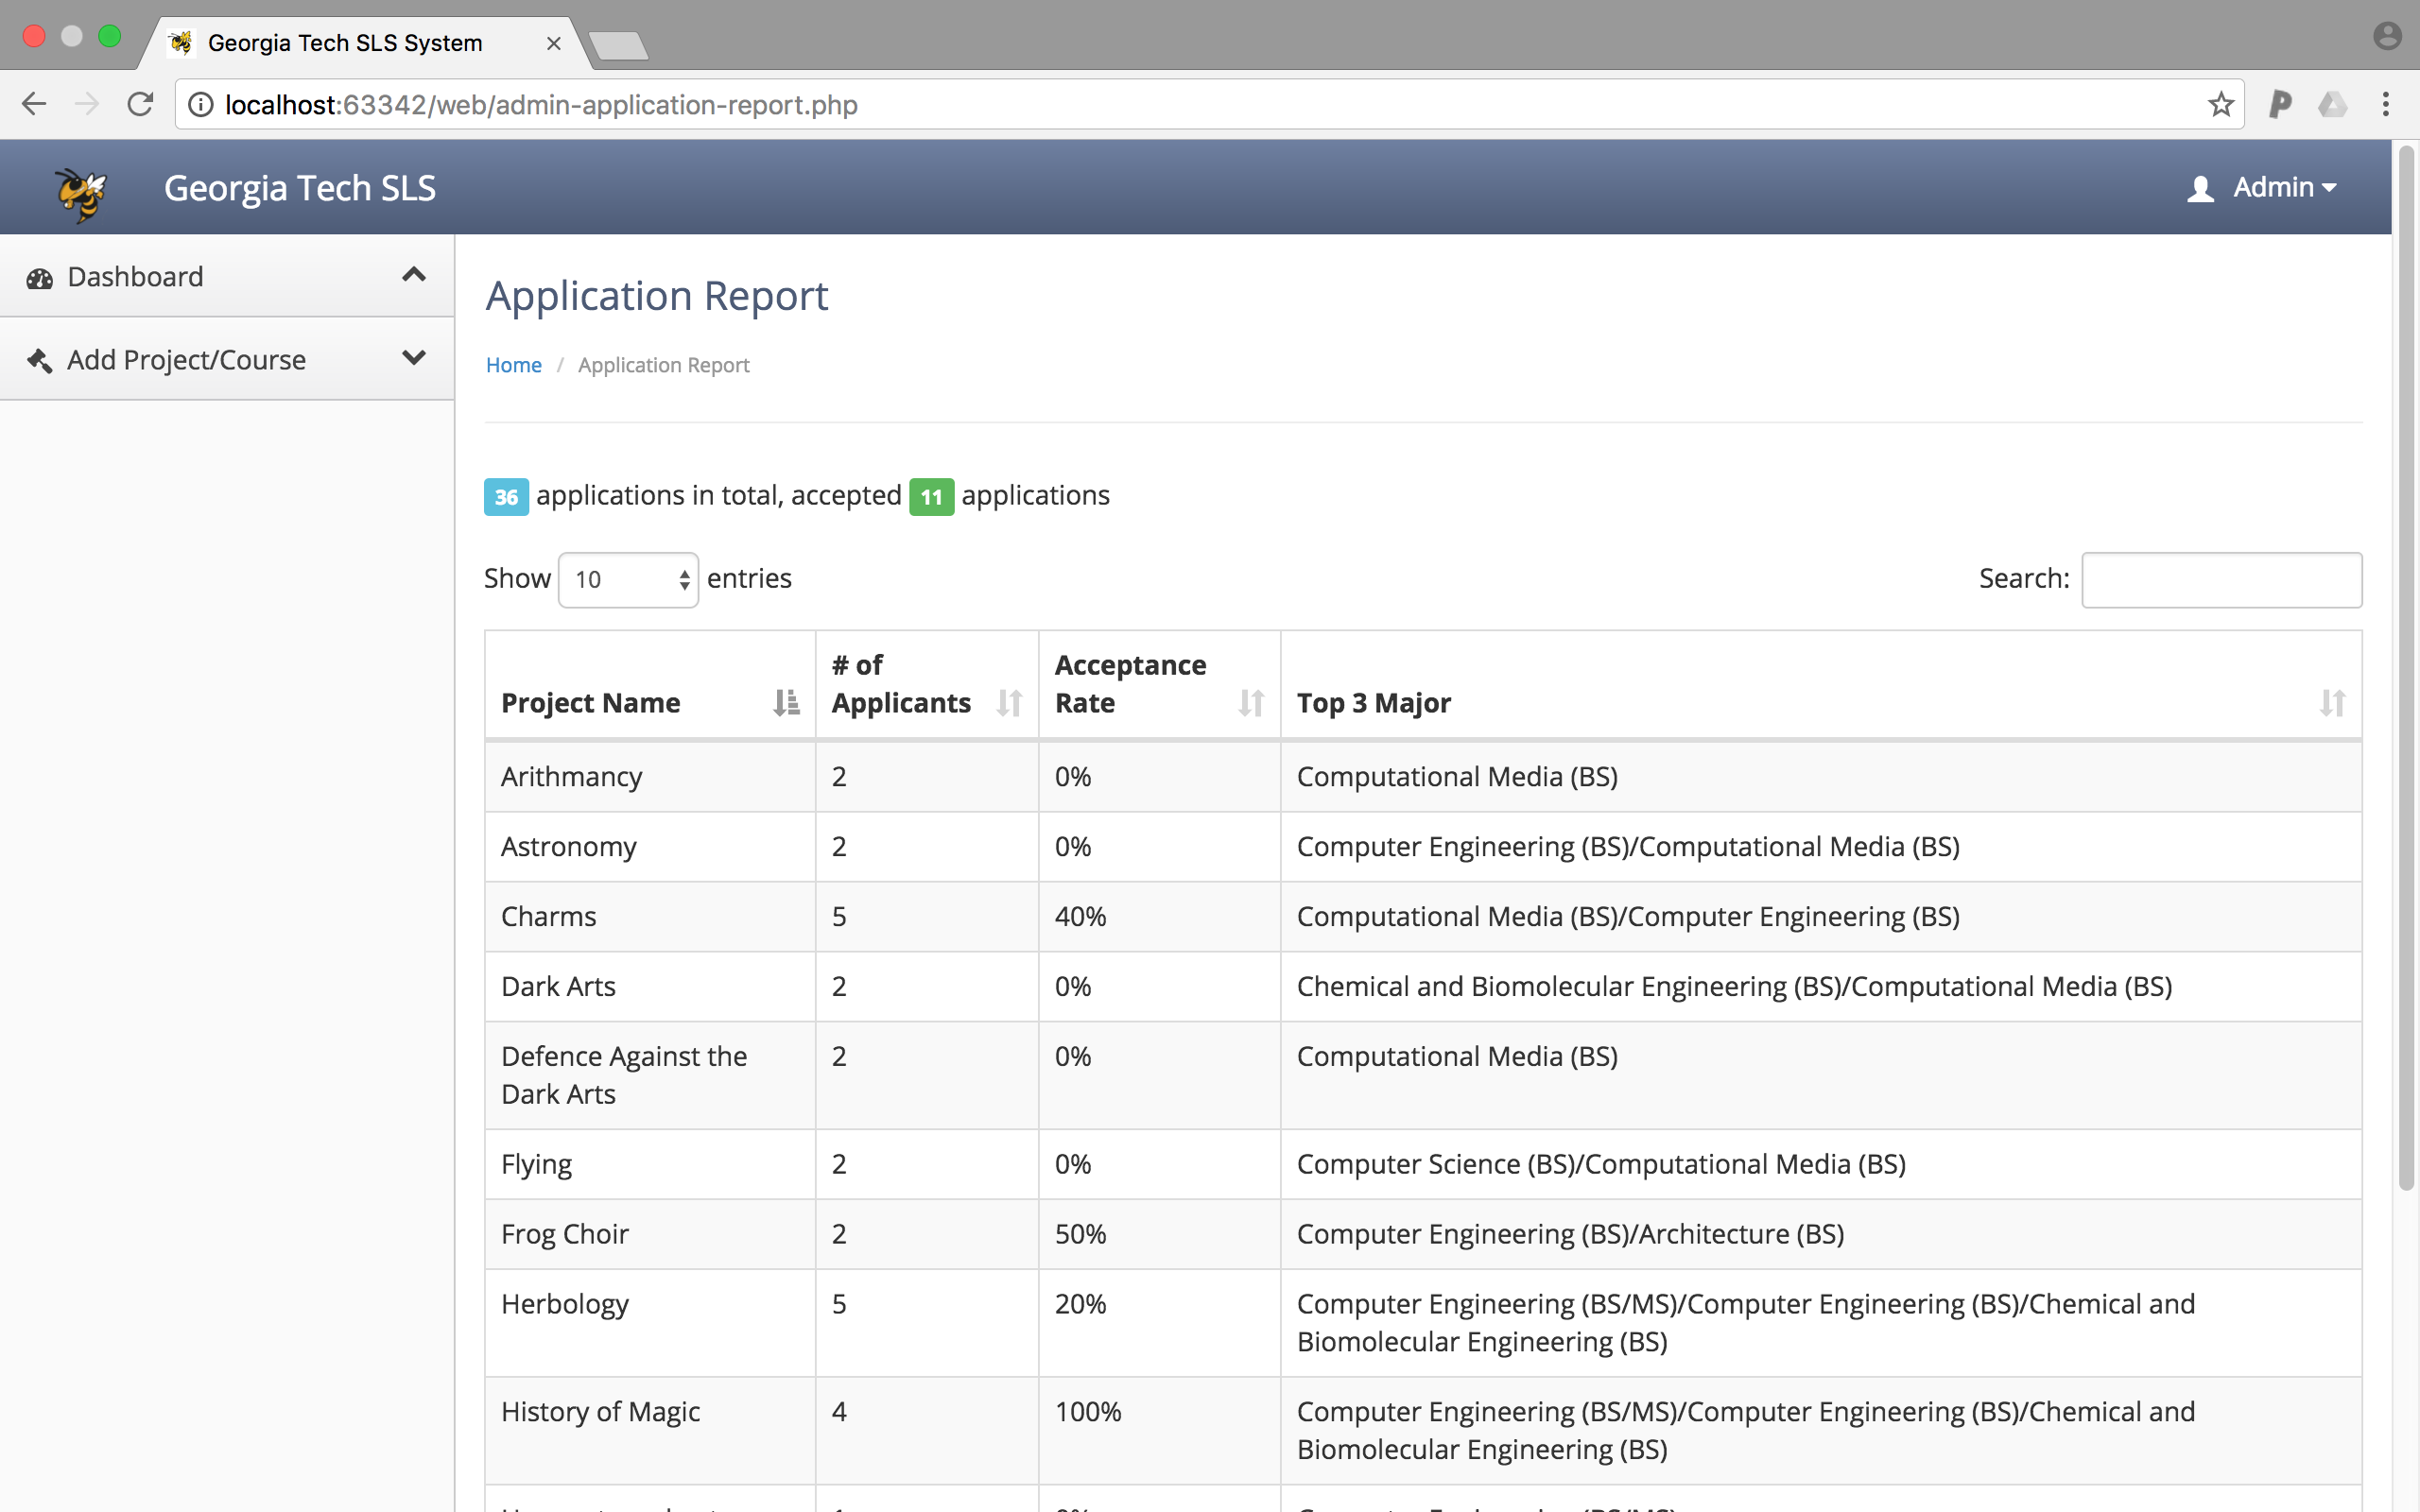 Georgia Tech SLS System
localhost:63342/web/admin-application-report.php
Georgia Tech SLS
Admin
Dashboard
Add Project/Course
Application Report
Home / Application Report
36 applications in total, accepted 11 applications
Show 10 entries
Search:
Project Name # of Applicants Acceptance Rate Top 3 Major
Arithmancy 2 0% Computational Media (BS)
Astronomy 2 0% Computer Engineering (BS)/Computational Media (BS)
Charms 5 40% Computational Media (BS)/Computer Engineering (BS)
Dark Arts 2 0% Chemical and Biomolecular Engineering (BS)/Computational Media (BS)
Defence Against the 2 0% Computational Media (BS)
Dark Arts
Flying 2 0% Computer Science (BS)/Computational Media (BS)
Frog Choir 2 50% Computer Engineering (BS)/Architecture (BS)
Herbology 5 20% Computer Engineering (BS/MS)/Computer Engineering (BS)/Chemical and
Biomolecular Engineering (BS)
History of Magic 4 100% Computer Engineering (BS/MS)/Computer Engineering (BS)/Chemical and
Biomolecular Engineering (BS)